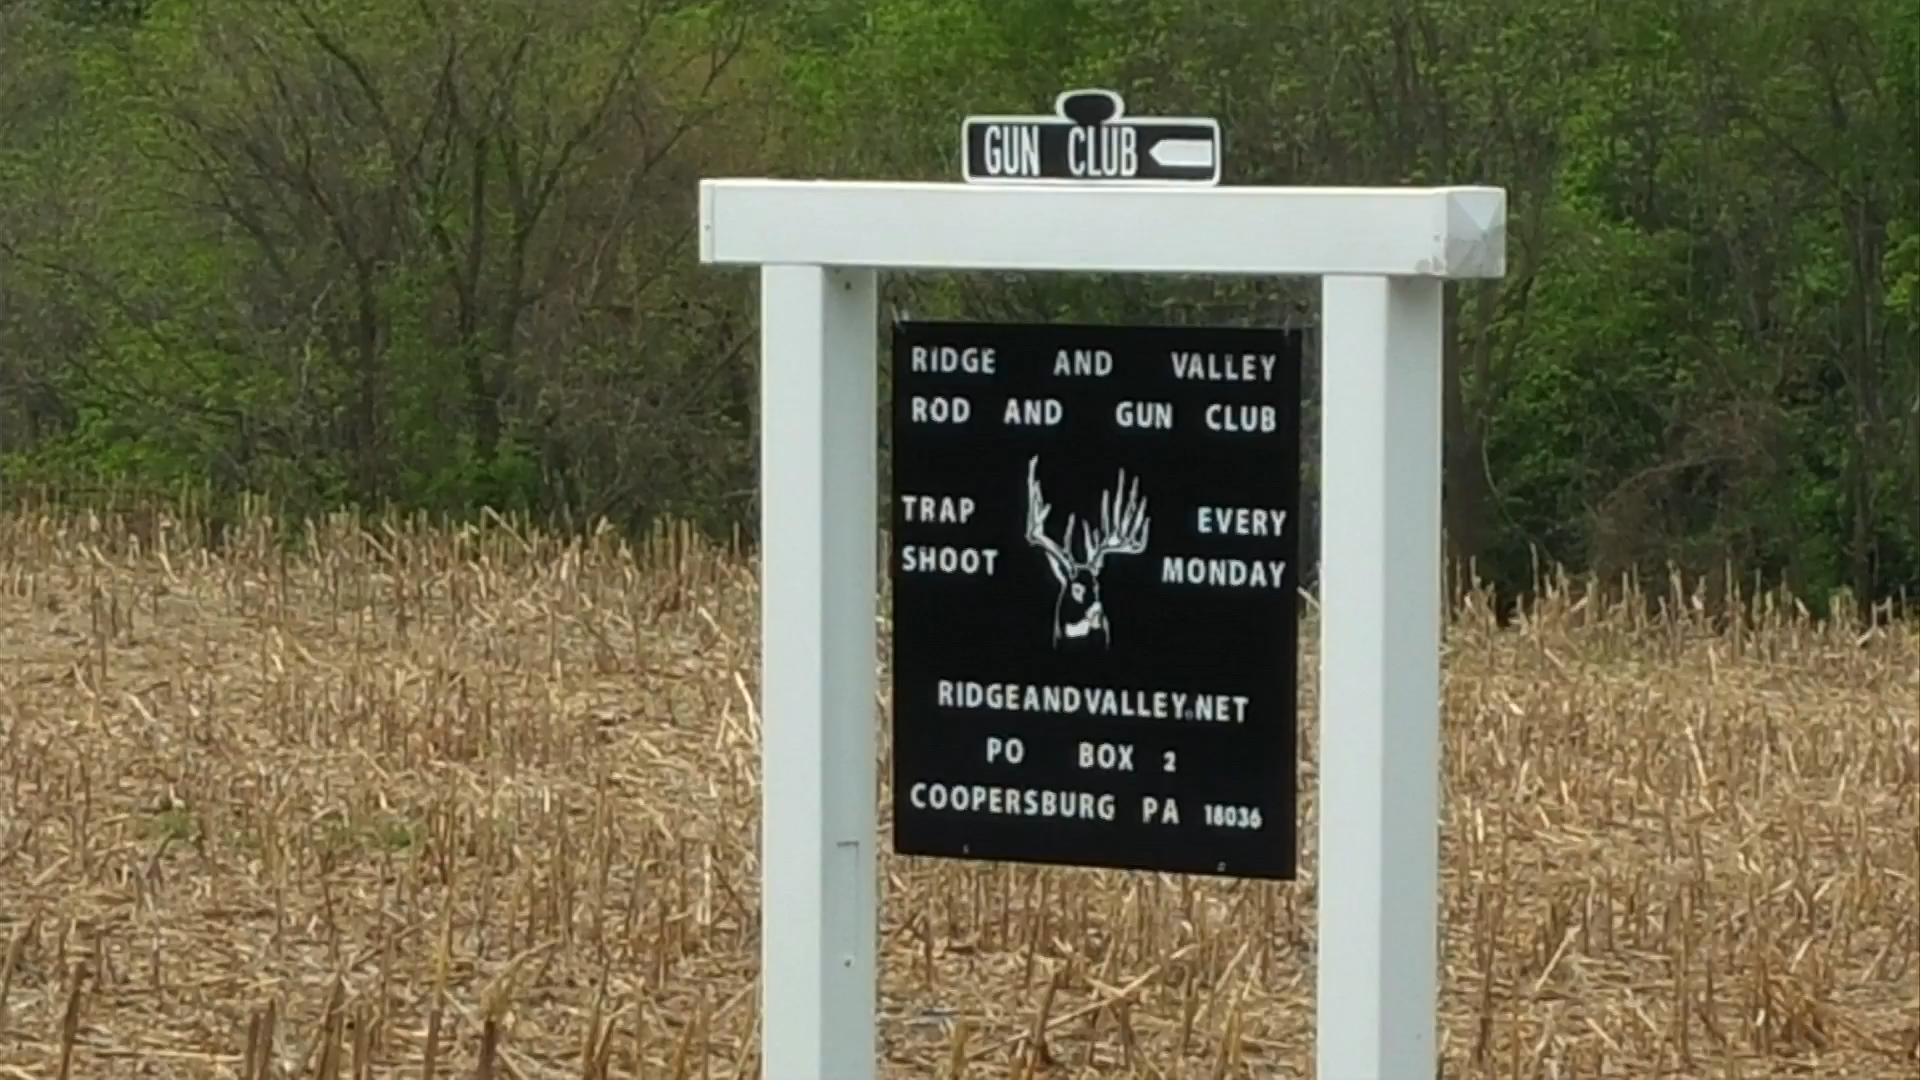 GUN CLUB
RIDGE AND VALLEY
ROD AND GUN CLUB
TRAP EVERY
SHOOT MONDAY
RIDGEANDVALLEY.NET
PO BOX 2
COOPERSBURG PA 18036